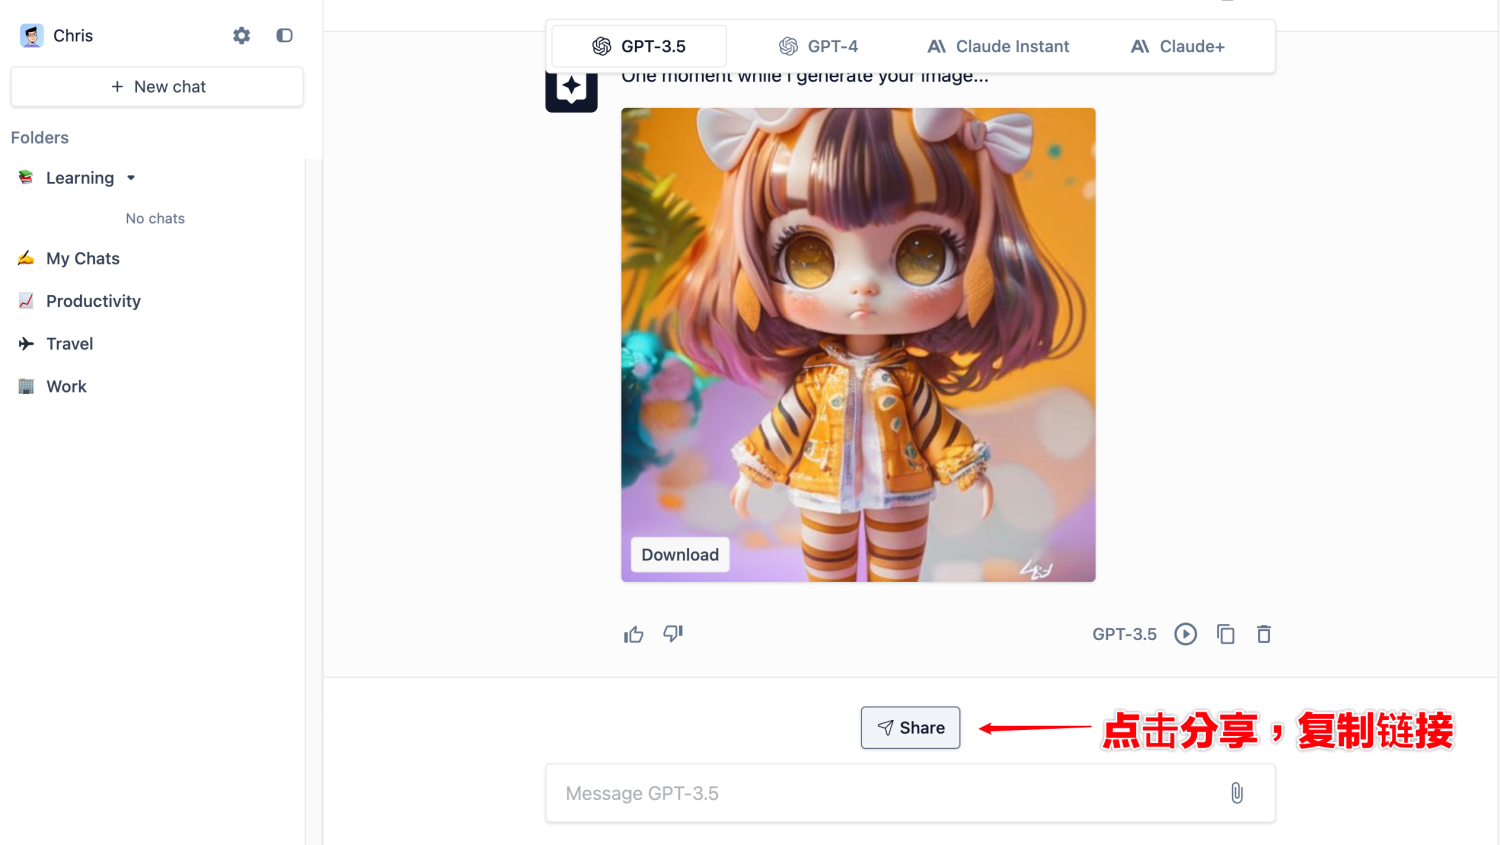 Chris
+ New chat
Folders
Learning
No chats
My Chats
Productivity
Travel
Work
GPT-3.5
GPT-4
Claude Instant
Claude+
One moment while I generate your image...
Download
GPT-3.5
Share
点击分享，复制链接
Message GPT-3.5